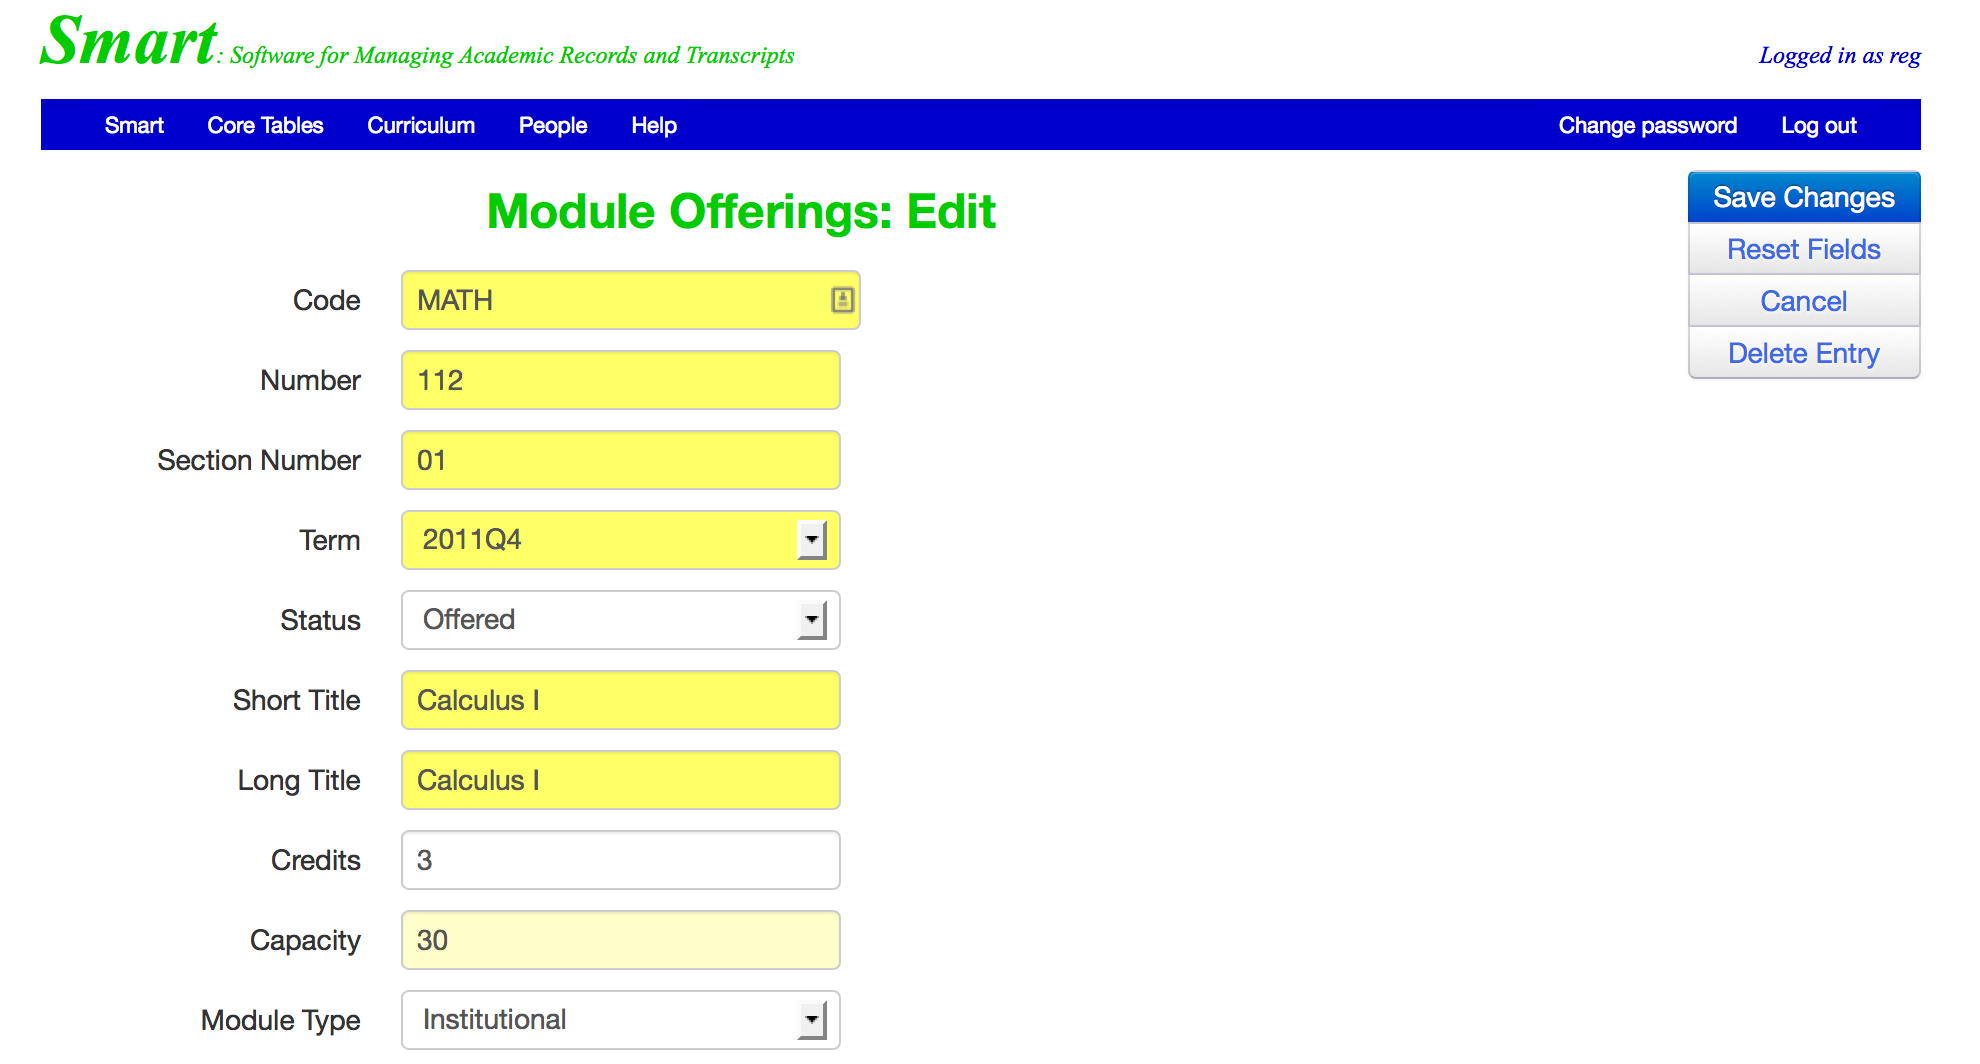 Smart: Software for Managing Academic Records and Transcripts
Logged in as reg
Smart Core Tables Curriculum People Help Change password Log out
Module Offerings: Edit
Save Changes
Reset Fields
Cancel
Delete Entry
Code MATH
Number 112
Section Number 01
Term 2011Q4
Status Offered
Short Title Calculus I
Long Title Calculus I
Credits 3
Capacity 30
Module Type Institutional